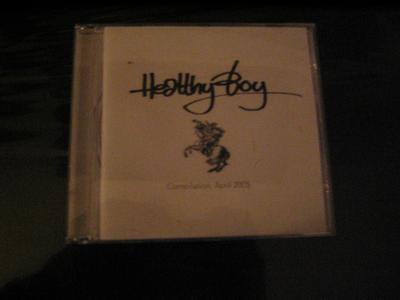 Healthy Boy
Compilation, April 2005